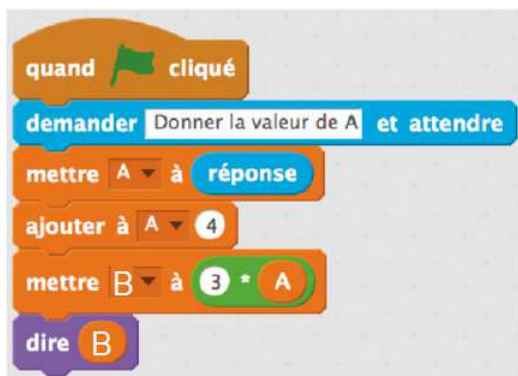 quand cliqué
demander Donner la valeur de A et attendre
mettre A à réponse
ajouter à A 4
mettre B à 3 * A
dire B